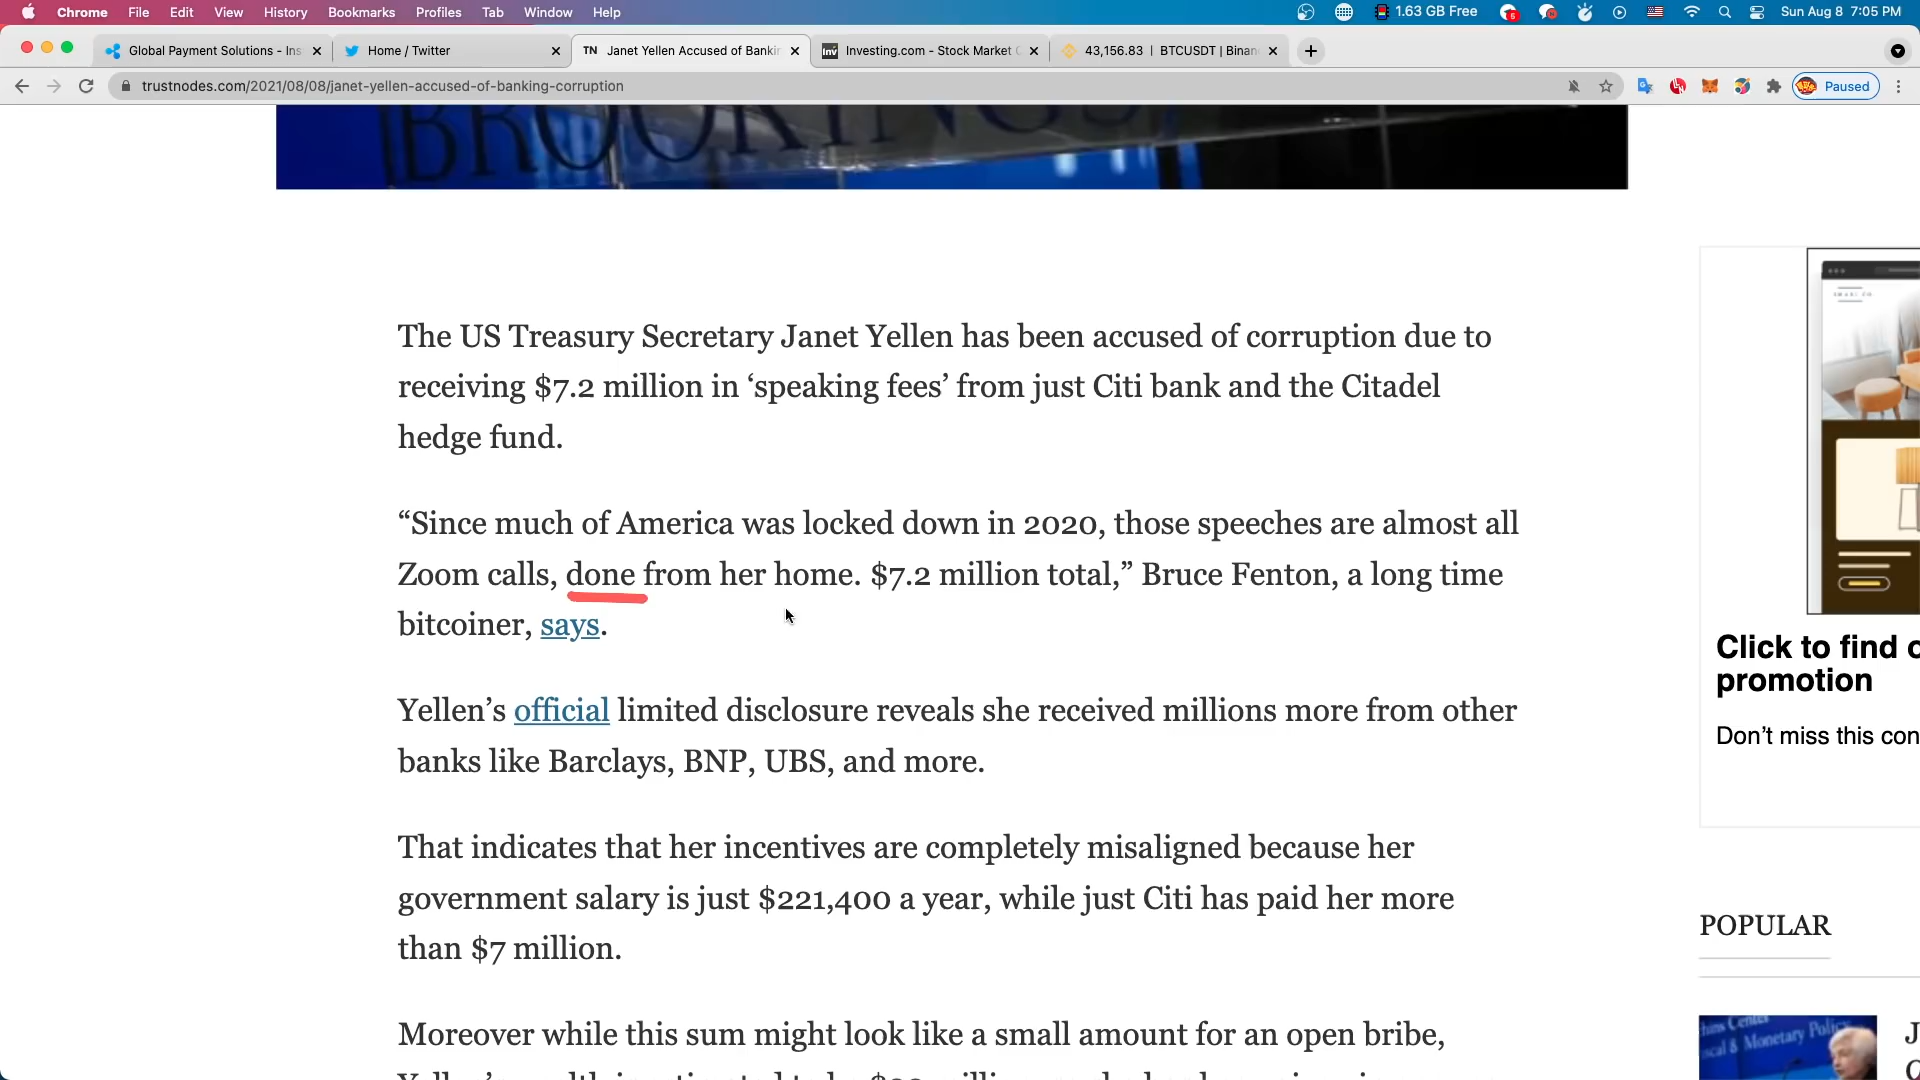 Chrome File Edit View History Bookmarks Profiles Tab Window Help 1.63 GB Free Sun Aug 8 7:05 PM
Global Payment Solutions - Ins Home / Twitter TN Janet Yellen Accused of Banki Inv Investing.com - Stock Market 43,156.83 | BTCUSDT | Binan
trustnodes.com/2021/08/08/janet-yellen-accused-of-banking-corruption Paused
BROOKINGS
The US Treasury Secretary Janet Yellen has been accused of corruption due to
receiving $7.2 million in ‘speaking fees’ from just Citi bank and the Citadel
hedge fund.
“Since much of America was locked down in 2020, those speeches are almost all
Zoom calls, done from her home. $7.2 million total,” Bruce Fenton, a long time
bitcoiner, says.
Yellen’s official limited disclosure reveals she received millions more from other
banks like Barclays, BNP, UBS, and more.
That indicates that her incentives are completely misaligned because her
government salary is just $221,400 a year, while just Citi has paid her more
than $7 million.
Moreover while this sum might look like a small amount for an open bribe,
Click to find
promotion
Don’t miss this con
POPULAR
J